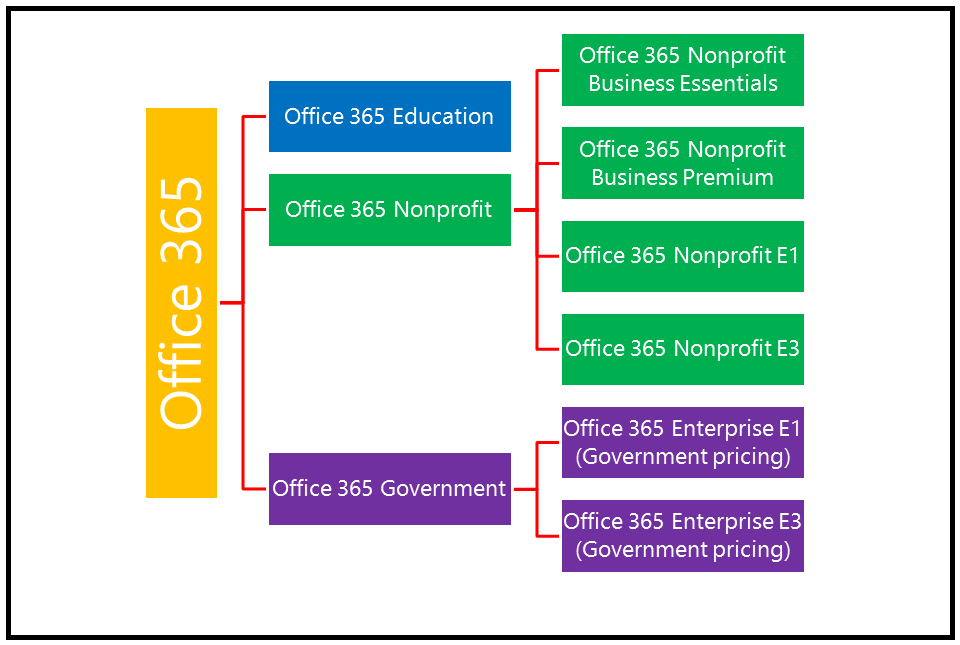 Office 365
Office 365 Education
Office 365 Nonprofit
Office 365 Nonprofit
Business Essentials
Office 365 Nonprofit
Business Premium
Office 365 Nonprofit E1
Office 365 Nonprofit E3
Office 365 Government
Office 365 Enterprise E1
(Government pricing)
Office 365 Enterprise E3
(Government pricing)